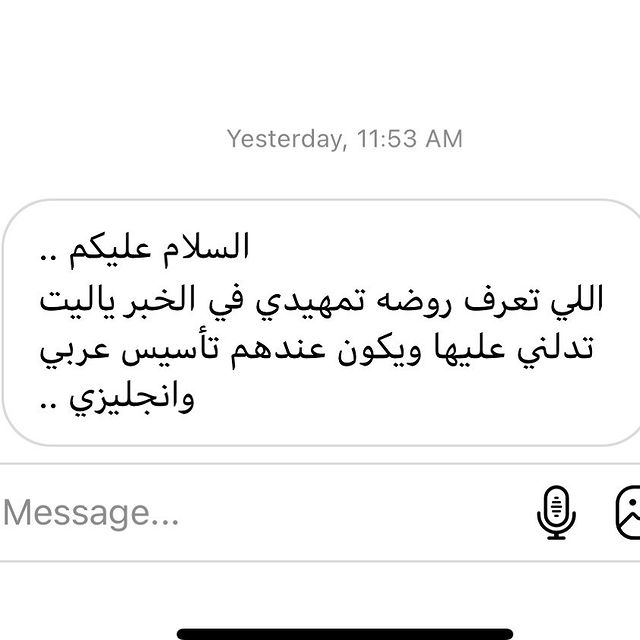 Yesterday, 11:53 AM
السلام عليكم ..
اللي تعرف روضه تمهيدي في الخبر ياليت
تدلني عليها ويكون عندهم تأسيس عربي
وانجليزي ..
Message...